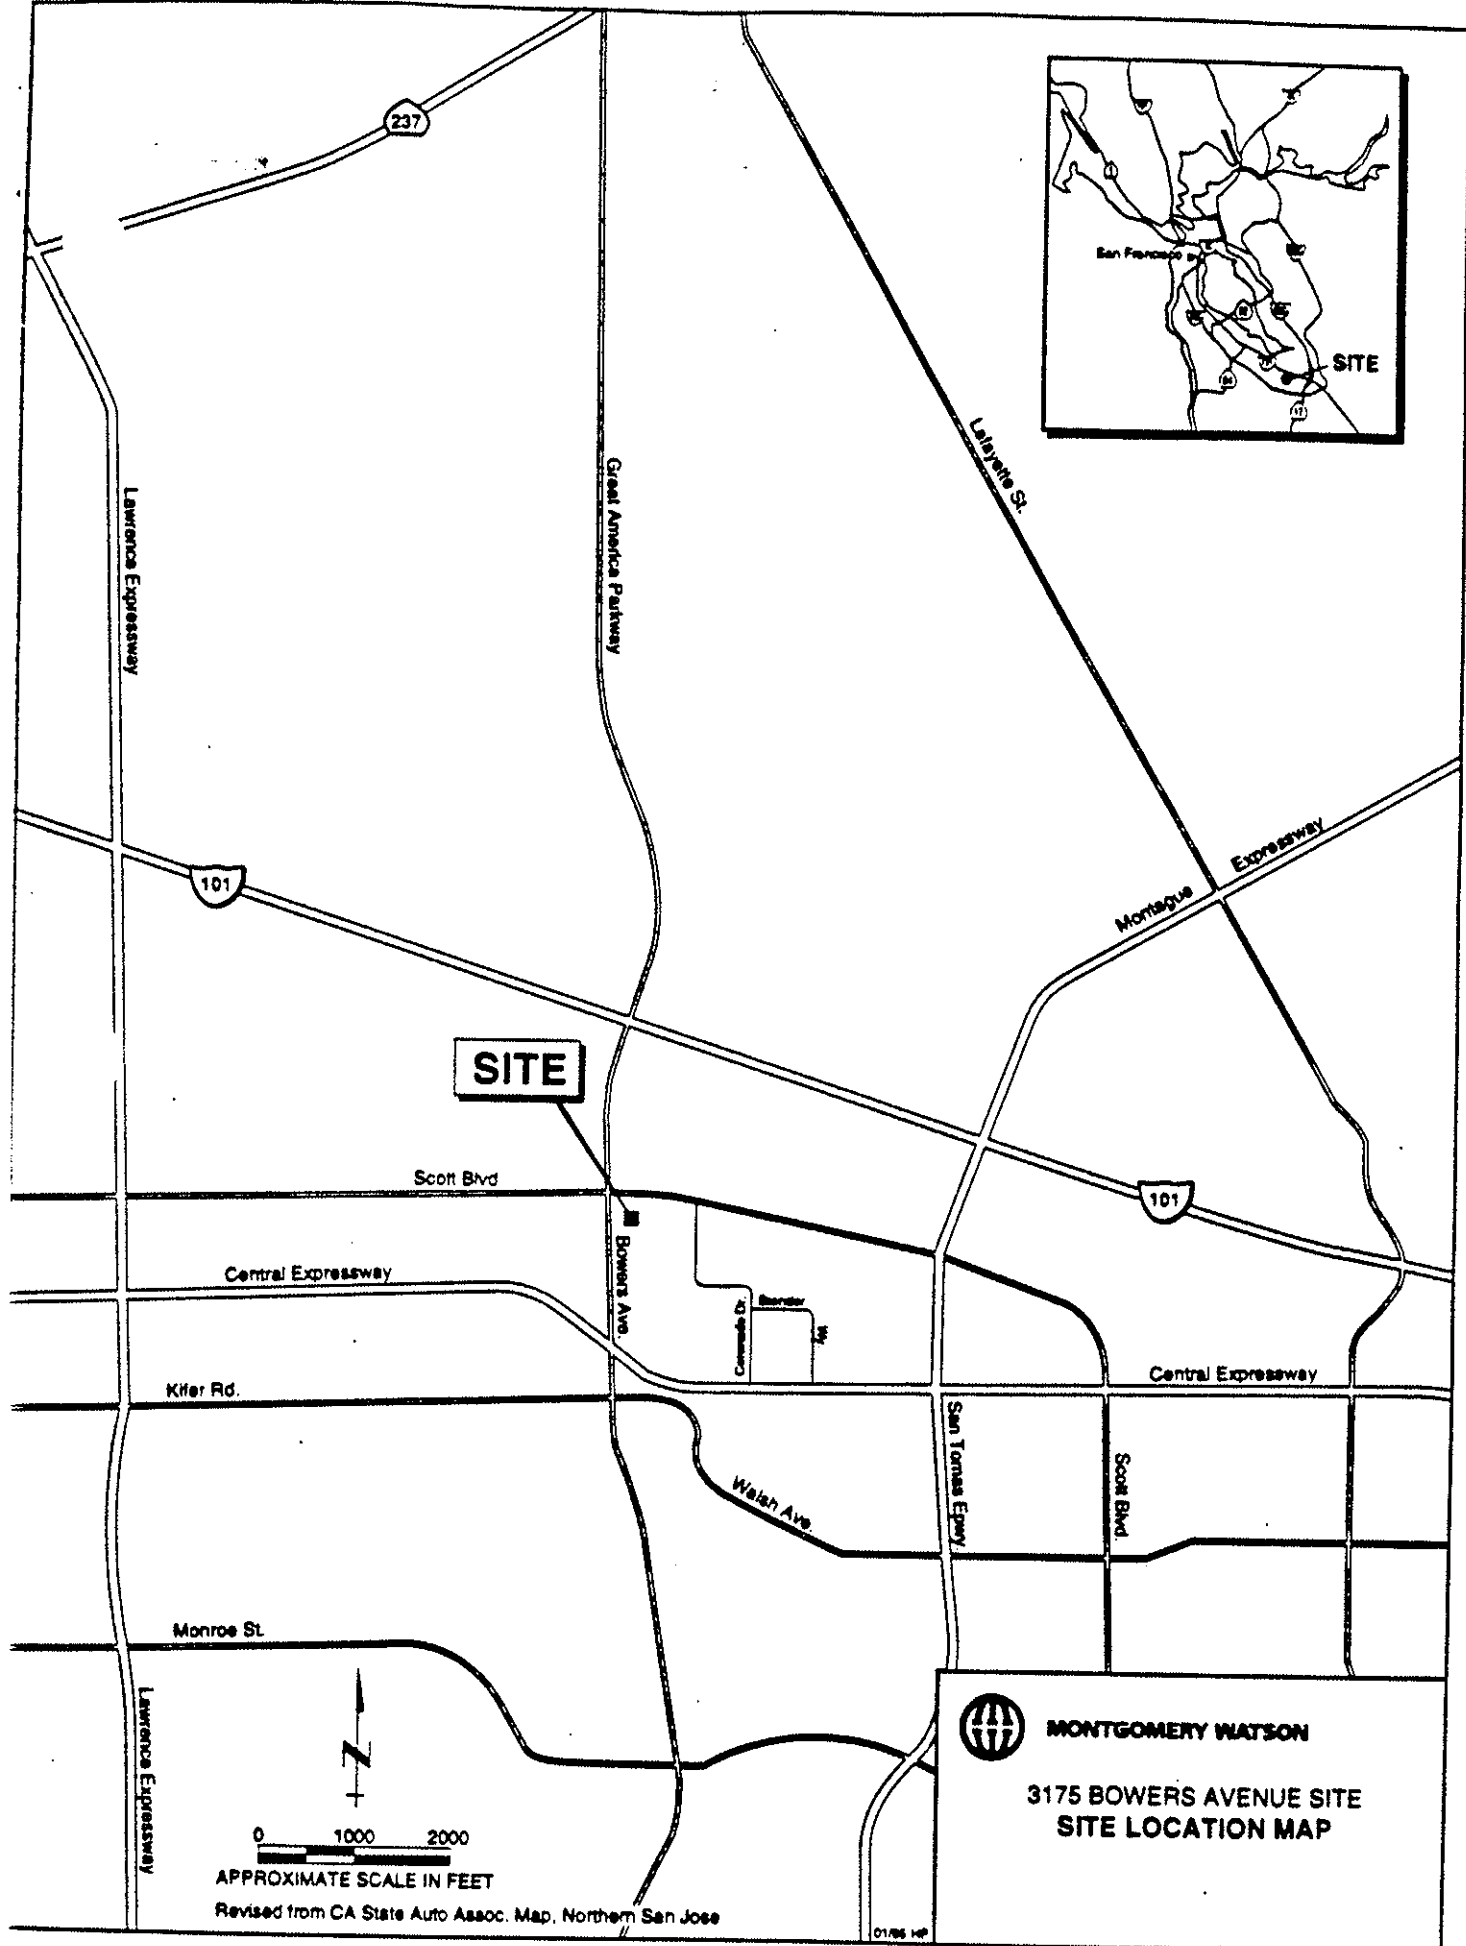 237
San Francisco
SITE
17
Lafayette St.
Great America Parkway
Lawrence Expressway
Montague Expressway
101
SITE
Scott Blvd
101
Bowers Ave.
Central Expressway
Coronado Dr.
Central Expressway
Kifer Rd.
San Tomas Epwy.
Scott Blvd.
Walsh Ave.
Monroe St.
Lawrence Expressway
N
0 1000 2000
APPROXIMATE SCALE IN FEET
Revised from CA State Auto Assoc. Map, Northern San Jose
MONTGOMERY WATSON
3175 BOWERS AVENUE SITE
SITE LOCATION MAP